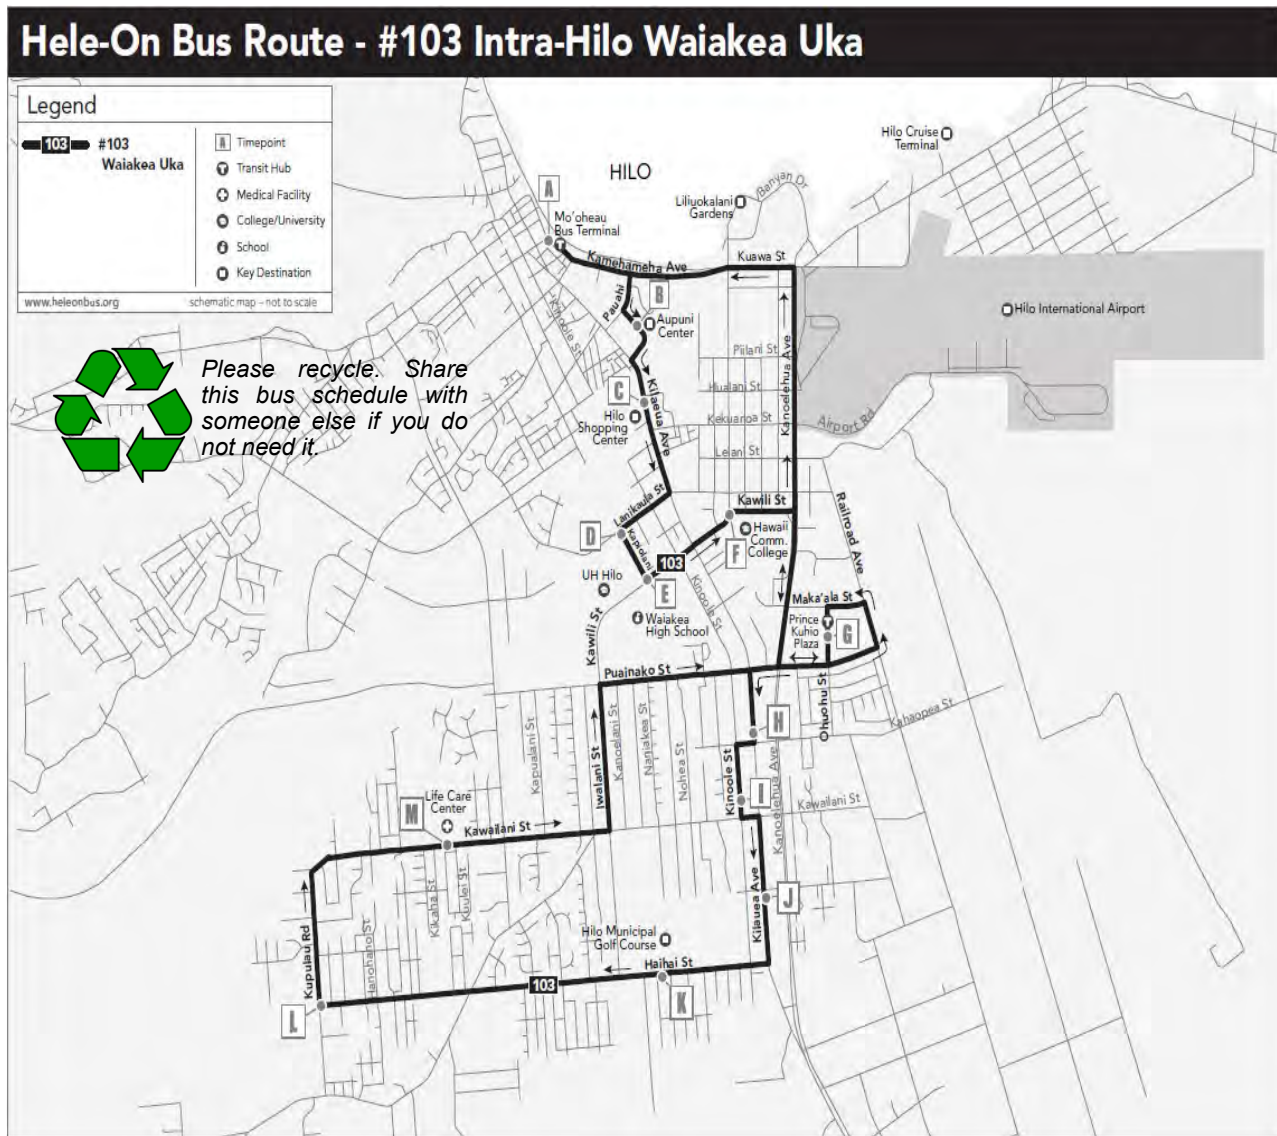 Hele-On Bus Route - #103 Intra-Hilo Waiakea Uka
Legend
103
#103
Waiakea Uka
A Timepoint
Transit Hub
Medical Facility
College/University
School
Key Destination
www.heleonbus.org
schematic map – not to scale
Please recycle. Share
this bus schedule with
someone else if you do
not need it.
HILO
Hilo Cruise
Terminal
Banyan Dr
Liliuokalani
Gardens
A
Mo'oheau
Bus Terminal
Kamehameha Ave
Kuawa St
Pauahi
B
Aupuni
Center
Kinoole St
Hilo International Airport
Piilani St
Hualani St
Kekuanoa St
Leilani St
Kanoelehua Ave
Airport Rd
C
Hilo
Shopping
Center
Kilaeua Ave
Lanikaula St
D
Kapiolani
103
E
UH Hilo
Waiakea
High School
Kawili St
Kawili St
F
Hawaii
Comm.
College
Kinoole St
Railroad Ave
Maka'ala St
Prince
Kuhio
Plaza
G
Puainako St
Ohuohu St
Kahaopea St
H
Kapualani St
Iwalani St
Kanoelani St
Naniakea St
Nohea St
Kinoole St
I
Kanoelehua Ave
Kawailani St
Life Care
Center
M
Kawailani St
Kikaha St
Kuulei St
Hanohano St
Kupulau Rd
Kilauea Ave
J
Hilo Municipal
Golf Course
Haihai St
103
K
L